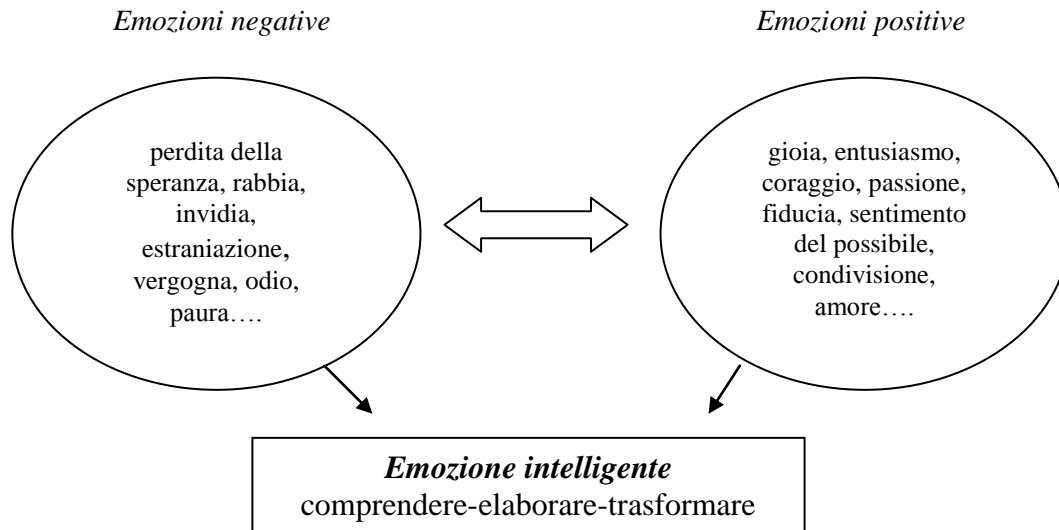 Emozioni negative
Emozioni positive
perdita della
speranza, rabbia,
invidia,
estraniazione,
vergogna, odio,
paura….
gioia, entusiasmo,
coraggio, passione,
fiducia, sentimento
del possibile,
condivisione,
amore….
Emozione intelligente
comprendere-elaborare-trasformare